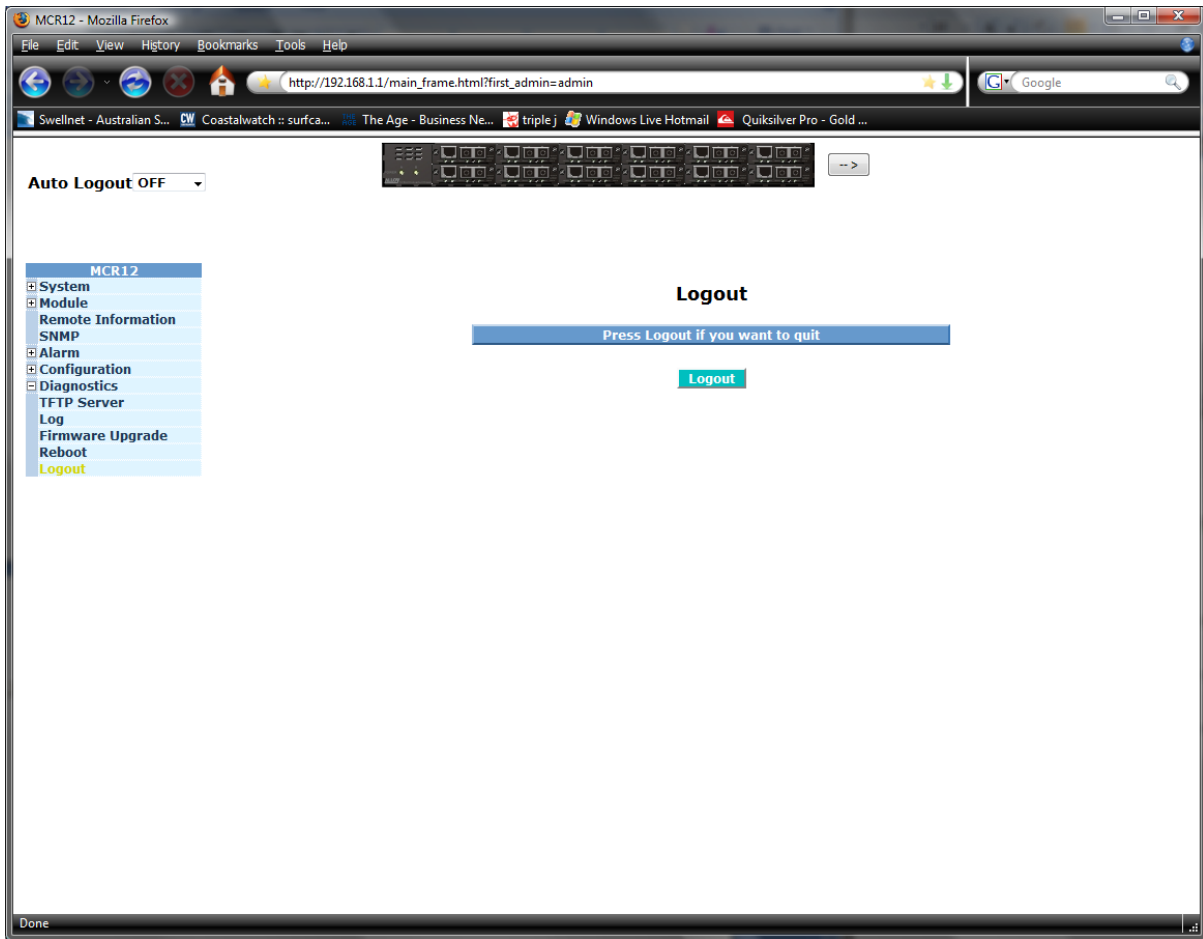 MCR12 - Mozilla Firefox
File Edit View History Bookmarks Tools Help
http://192.168.1.1/main_frame.html?first_admin=admin
G Google
Swellnet - Australian S... CW Coastalwatch :: surfca... The Age - Business Ne... triple j Windows Live Hotmail Quiksilver Pro - Gold ...
-->
Auto Logout OFF
MCR12
System
Module
Remote Information
SNMP
Alarm
Configuration
Diagnostics
TFTP Server
Log
Firmware Upgrade
Reboot
Logout
Logout
Press Logout if you want to quit
Logout
Done